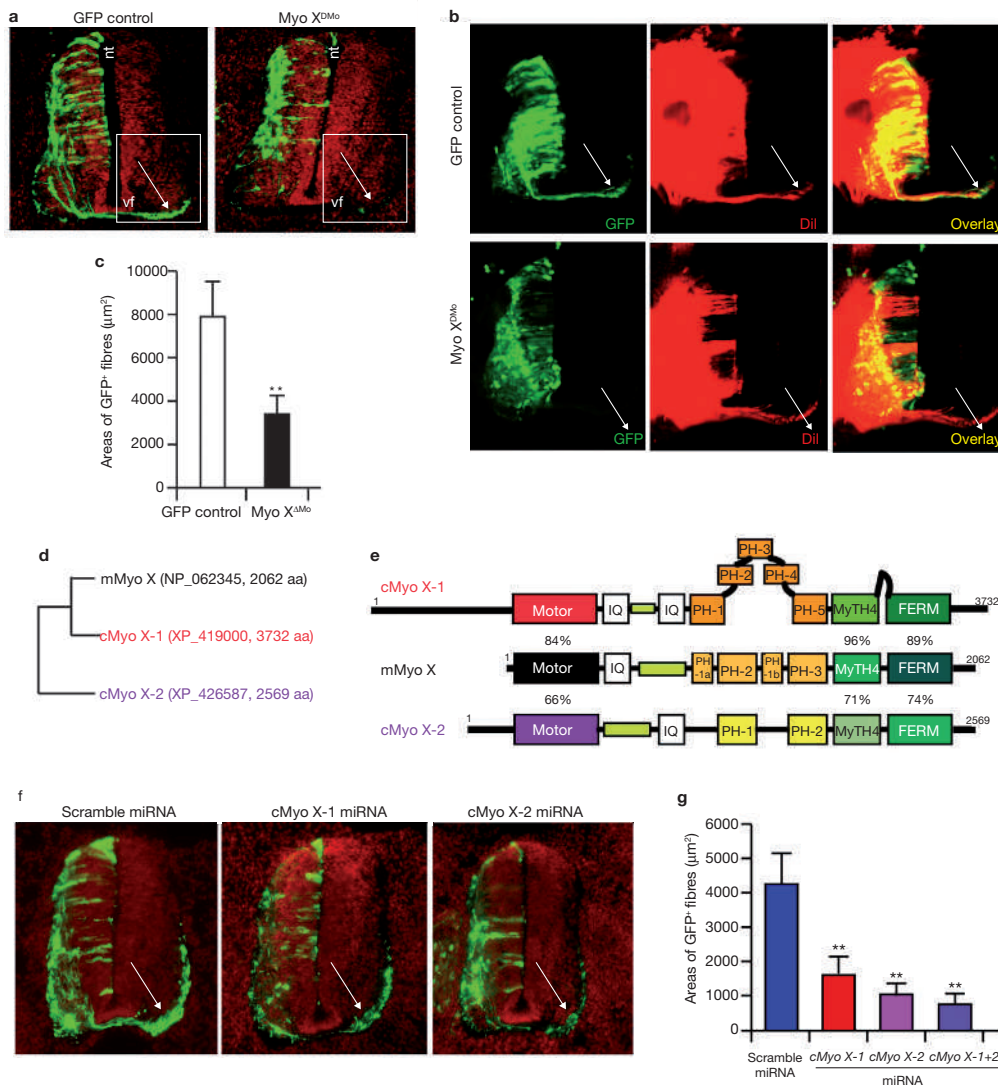 a
GFP control
Myo X^DMo
nt
vf
nt
vf
b
GFP control
GFP
DiI
Overlay
Myo X^DMo
GFP
DiI
Overlay
c
Areas of GFP⁺ fibres (µm²)
10000
8000
6000
4000
2000
0
**
GFP control
Myo X^ΔMo
d
mMyo X (NP_062345, 2062 aa)
cMyo X-1 (XP_419000, 3732 aa)
cMyo X-2 (XP_426587, 2569 aa)
e
cMyo X-1
1
Motor
IQ
IQ
PH-1
PH-2
PH-3
PH-4
PH-5
MyTH4
FERM
3732
84%
96%
89%
mMyo X
1
Motor
IQ
PH
-1a
PH-2
PH
-1b
PH-3
MyTH4
FERM
2062
66%
71%
74%
cMyo X-2
1
Motor
IQ
PH-1
PH-2
MyTH4
FERM
2569
f
Scramble miRNA
cMyo X-1 miRNA
cMyo X-2 miRNA
g
Areas of GFP⁺ fibres (µm²)
6000
5000
4000
3000
2000
1000
0
**
**
**
Scramble
miRNA
cMyo X-1
cMyo X-2
cMyo X-1+2
miRNA